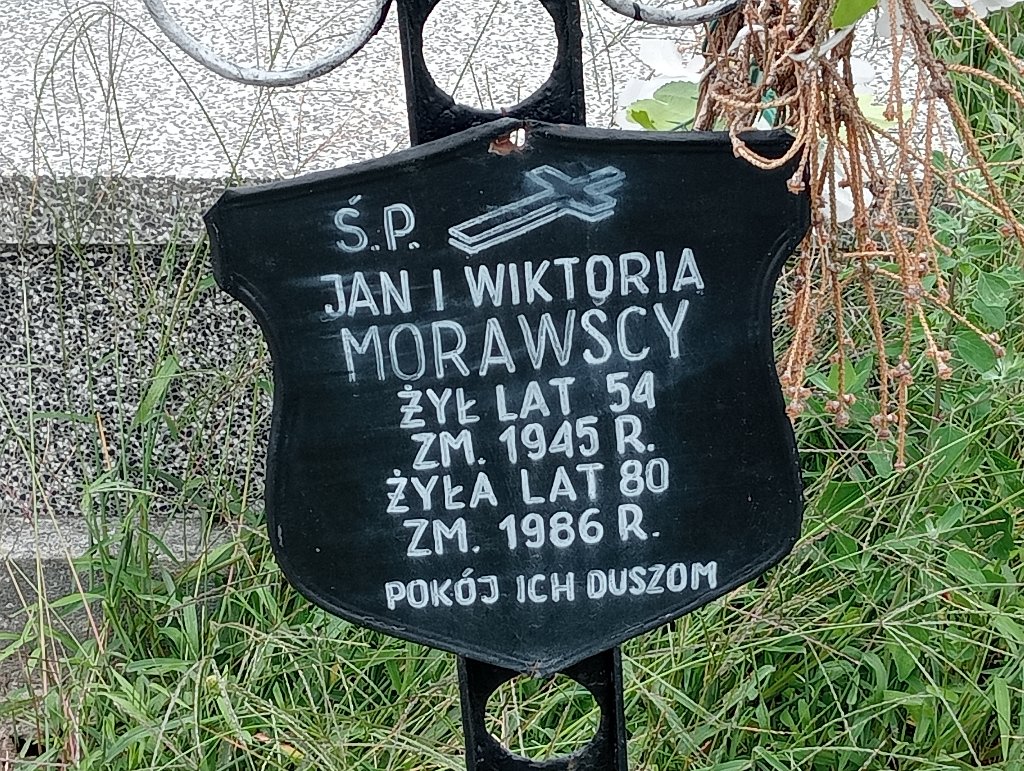 Ś.P.
JAN I WIKTORIA
MORAWSCY
ŻYŁ LAT 54
ZM. 1945 R.
ŻYŁA LAT 80
ZM. 1986 R.
POKÓJ ICH DUSZOM